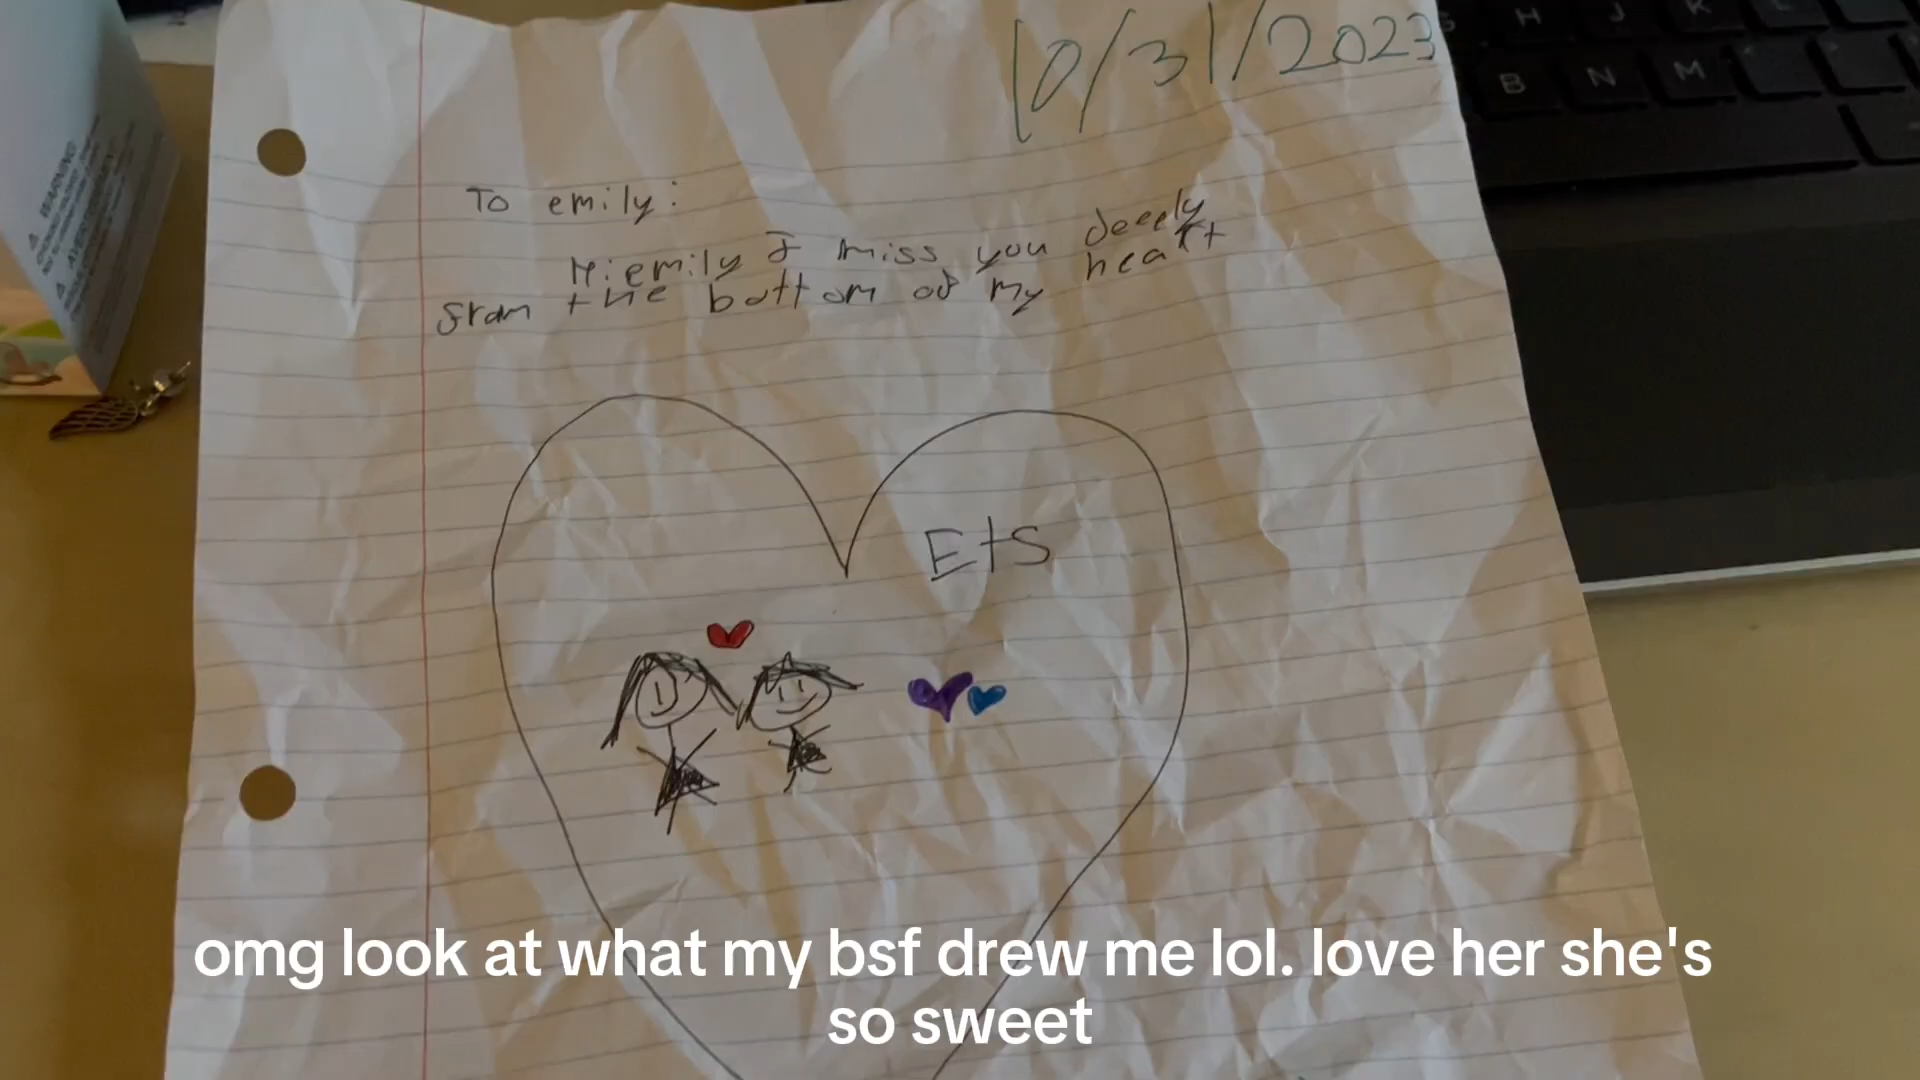 10/31/2023
To emily:
Hi emily I miss you deeply
from the bottom of my heart
E+S
omg look at what my bsf drew me lol. love her she's
so sweet
WARNING
H J K L
B N M